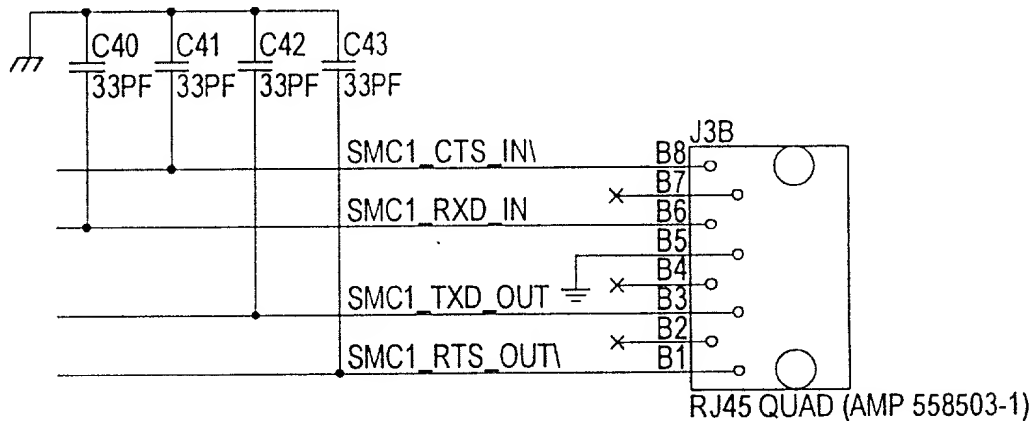 C40 C41 C42 C43
33PF 33PF 33PF 33PF
J3B
SMC1_CTS_IN\ B8
B7
SMC1_RXD_IN B6
B5
B4
SMC1_TXD_OUT B3
B2
SMC1_RTS_OUT\ B1
RJ45 QUAD (AMP 558503-1)